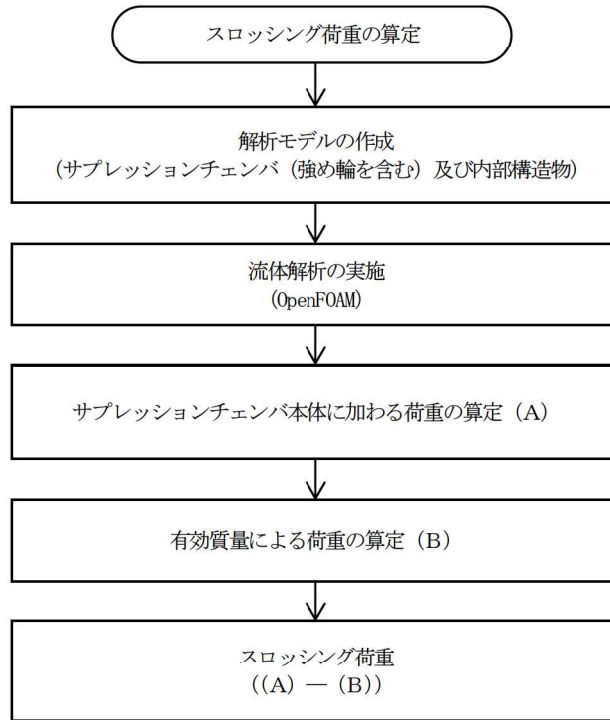 スロッシング荷重の算定
解析モデルの作成
(サプレッションチェンバ（強め輪を含む）及び内部構造物)
流体解析の実施
(OpenFOAM)
サプレッションチェンバ本体に加わる荷重の算定（A）
有効質量による荷重の算定（B）
スロッシング荷重
（(A) ― (B)）